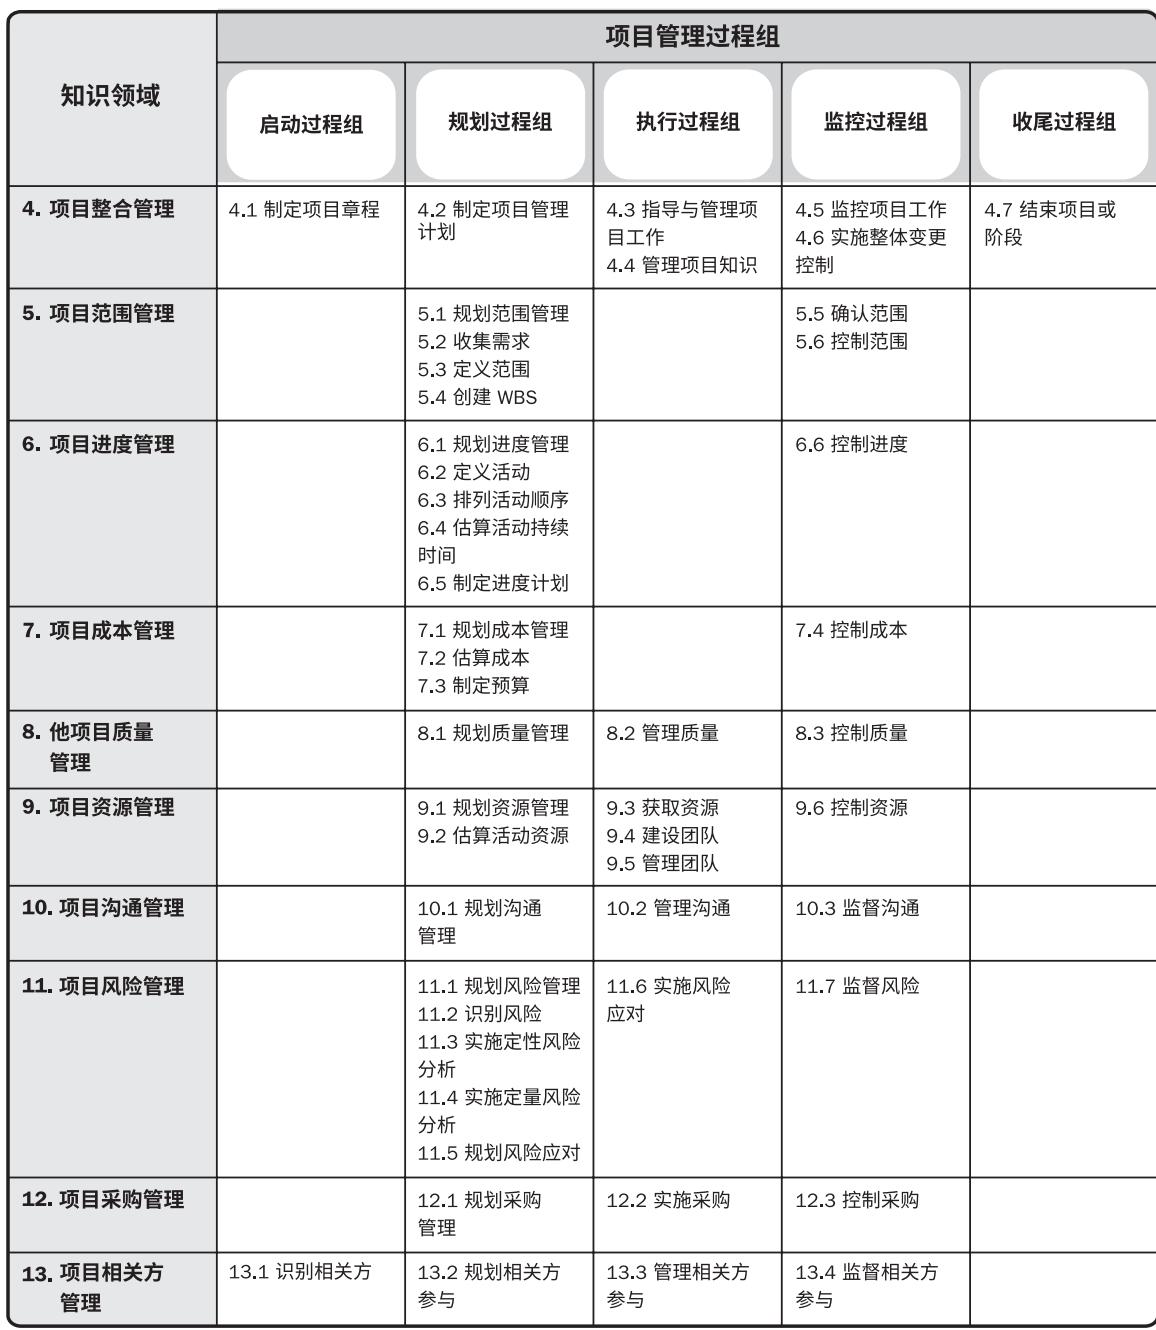 项目管理过程组
知识领域
启动过程组
规划过程组
执行过程组
监控过程组
收尾过程组
4. 项目整合管理
4.1 制定项目章程
4.2 制定项目管理
计划
4.3 指导与管理项
目工作
4.4 管理项目知识
4.5 监控项目工作
4.6 实施整体变更
控制
4.7 结束项目或
阶段
5. 项目范围管理
5.1 规划范围管理
5.2 收集需求
5.3 定义范围
5.4 创建 WBS
5.5 确认范围
5.6 控制范围
6. 项目进度管理
6.1 规划进度管理
6.2 定义活动
6.3 排列活动顺序
6.4 估算活动持续
时间
6.5 制定进度计划
6.6 控制进度
7. 项目成本管理
7.1 规划成本管理
7.2 估算成本
7.3 制定预算
7.4 控制成本
8. 他项目质量
管理
8.1 规划质量管理
8.2 管理质量
8.3 控制质量
9. 项目资源管理
9.1 规划资源管理
9.2 估算活动资源
9.3 获取资源
9.4 建设团队
9.5 管理团队
9.6 控制资源
10. 项目沟通管理
10.1 规划沟通
管理
10.2 管理沟通
10.3 监督沟通
11. 项目风险管理
11.1 规划风险管理
11.2 识别风险
11.3 实施定性风险
分析
11.4 实施定量风险
分析
11.5 规划风险应对
11.6 实施风险
应对
11.7 监督风险
12. 项目采购管理
12.1 规划采购
管理
12.2 实施采购
12.3 控制采购
13. 项目相关方
管理
13.1 识别相关方
13.2 规划相关方
参与
13.3 管理相关方
参与
13.4 监督相关方
参与